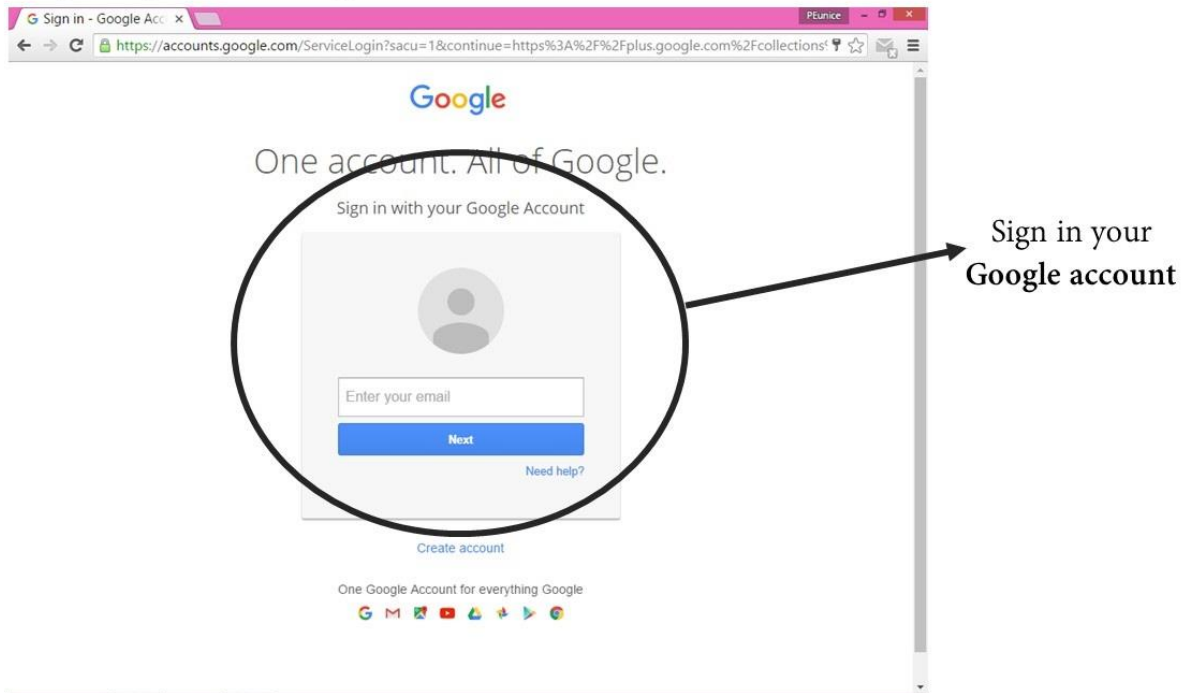 Sign in - Google Acc
PEunice
https://accounts.google.com/ServiceLogin?sacu=1&continue=https%3A%2F%2Fplus.google.com%2Fcollections
Google
One account. All of Google.
Sign in with your Google Account
Enter your email
Next
Need help?
Create account
One Google Account for everything Google
Sign in your
Google account